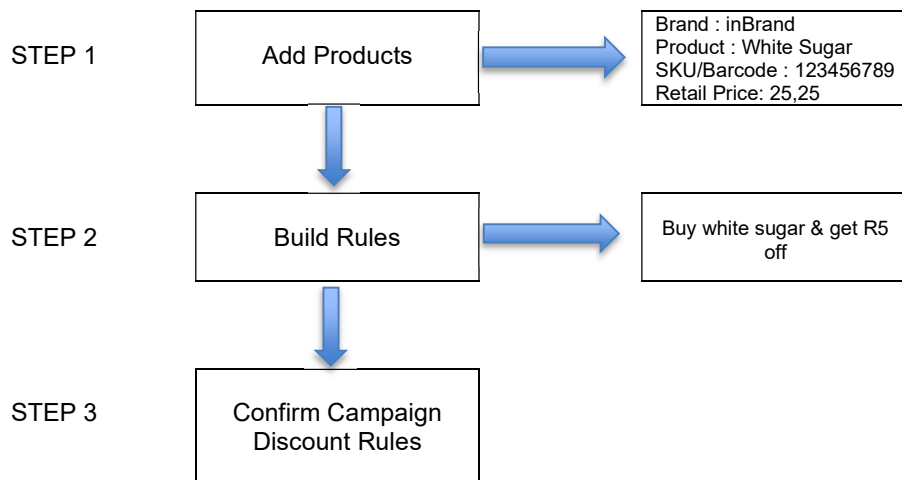 STEP 1
Add Products
Brand : inBrand
Product : White Sugar
SKU/Barcode : 123456789
Retail Price: 25,25
STEP 2
Build Rules
Buy white sugar & get R5
off
STEP 3
Confirm Campaign
Discount Rules